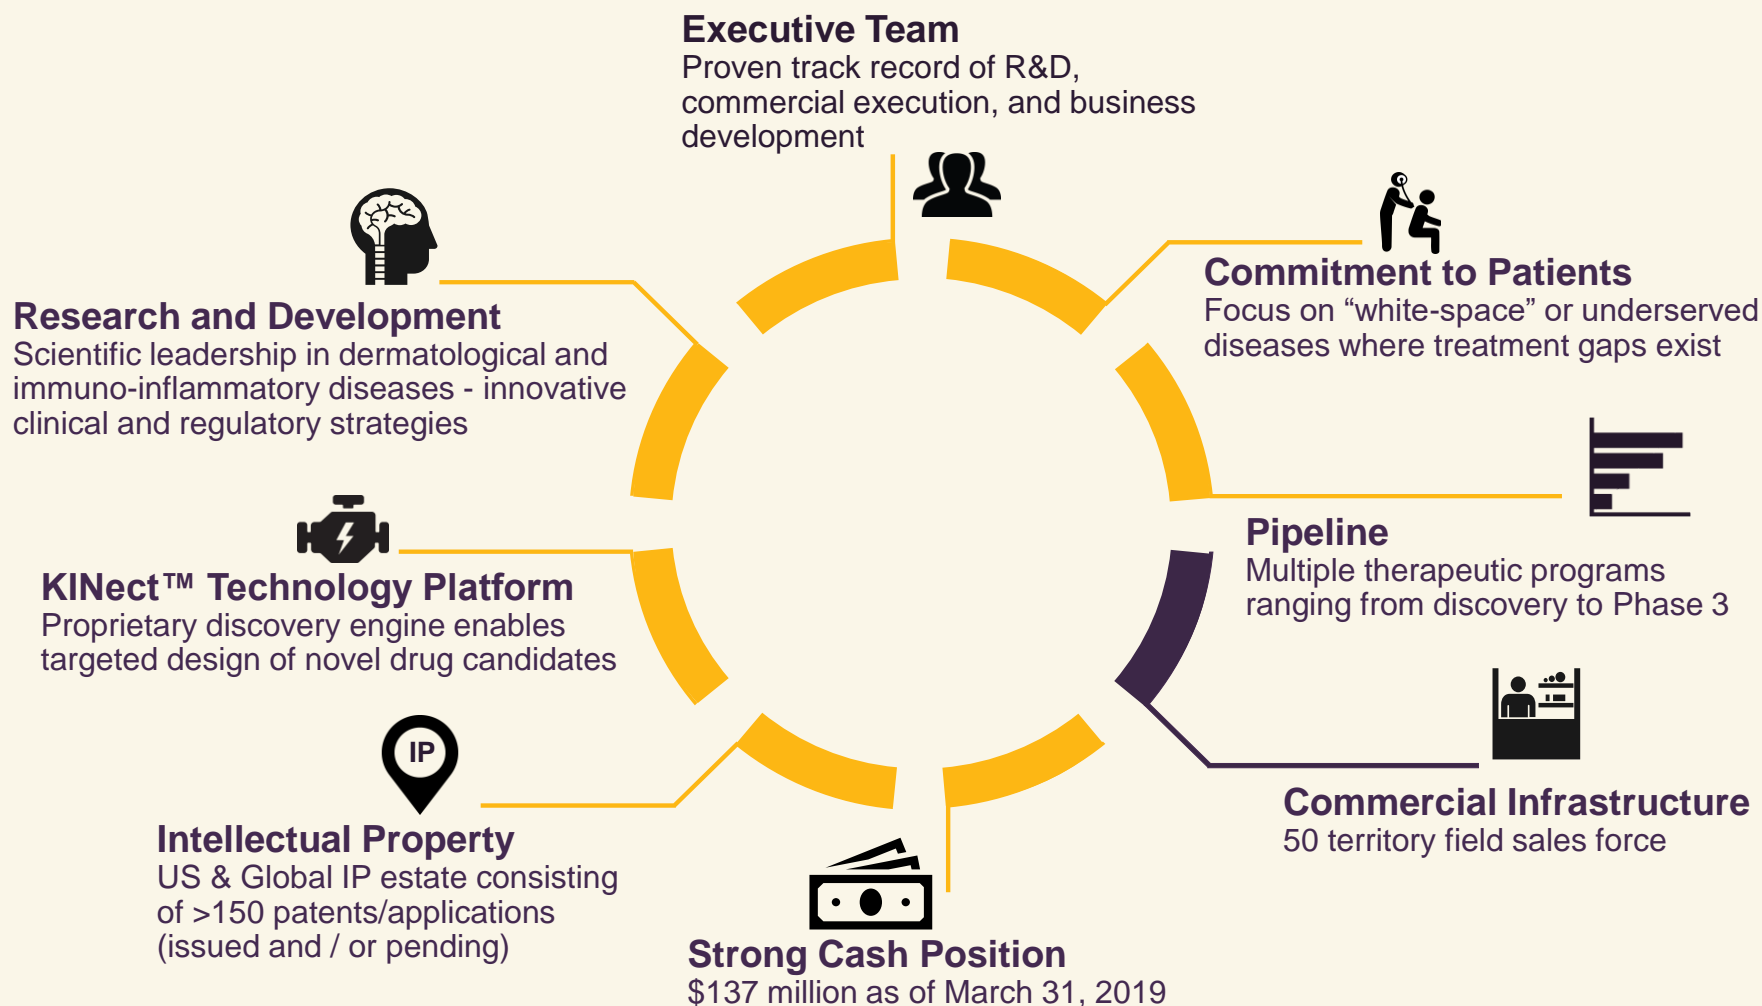 Executive Team
Proven track record of R&D,
commercial execution, and business
development
Commitment to Patients
Focus on “white-space” or underserved
diseases where treatment gaps exist
Research and Development
Scientific leadership in dermatological and
immuno-inflammatory diseases - innovative
clinical and regulatory strategies
Pipeline
Multiple therapeutic programs
ranging from discovery to Phase 3
KINect™ Technology Platform
Proprietary discovery engine enables
targeted design of novel drug candidates
Commercial Infrastructure
50 territory field sales force
IP
Intellectual Property
US & Global IP estate consisting
of >150 patents/applications
(issued and / or pending)
Strong Cash Position
$137 million as of March 31, 2019